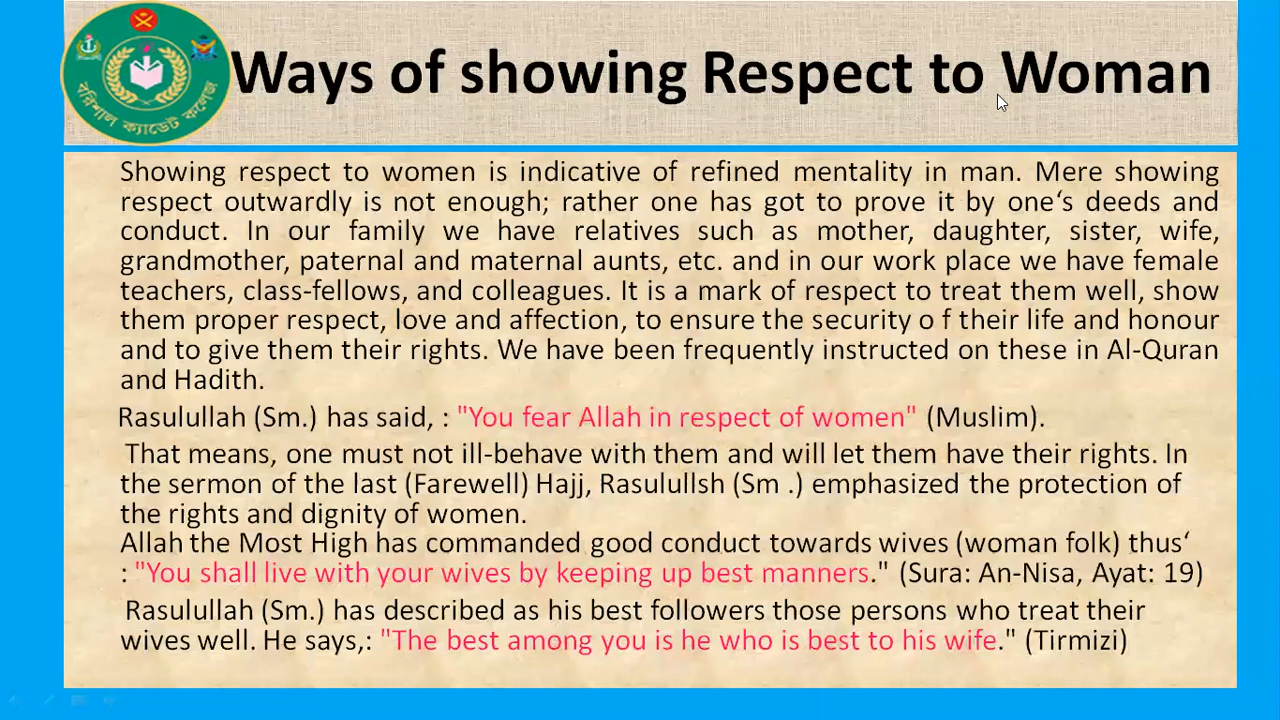 বরিশাল ক্যাডেট কলেজ
Ways of showing Respect to Woman
Showing respect to women is indicative of refined mentality in man. Mere showing
respect outwardly is not enough; rather one has got to prove it by one‘s deeds and
conduct. In our family we have relatives such as mother, daughter, sister, wife,
grandmother, paternal and maternal aunts, etc. and in our work place we have female
teachers, class-fellows, and colleagues. It is a mark of respect to treat them well, show
them proper respect, love and affection, to ensure the security o f their life and honour
and to give them their rights. We have been frequently instructed on these in Al-Quran
and Hadith.
Rasulullah (Sm.) has said, : "You fear Allah in respect of women" (Muslim).
That means, one must not ill-behave with them and will let them have their rights. In
the sermon of the last (Farewell) Hajj, Rasulullsh (Sm .) emphasized the protection of
the rights and dignity of women.
Allah the Most High has commanded good conduct towards wives (woman folk) thus‘
: "You shall live with your wives by keeping up best manners." (Sura: An-Nisa, Ayat: 19)
Rasulullah (Sm.) has described as his best followers those persons who treat their
wives well. He says,: "The best among you is he who is best to his wife." (Tirmizi)